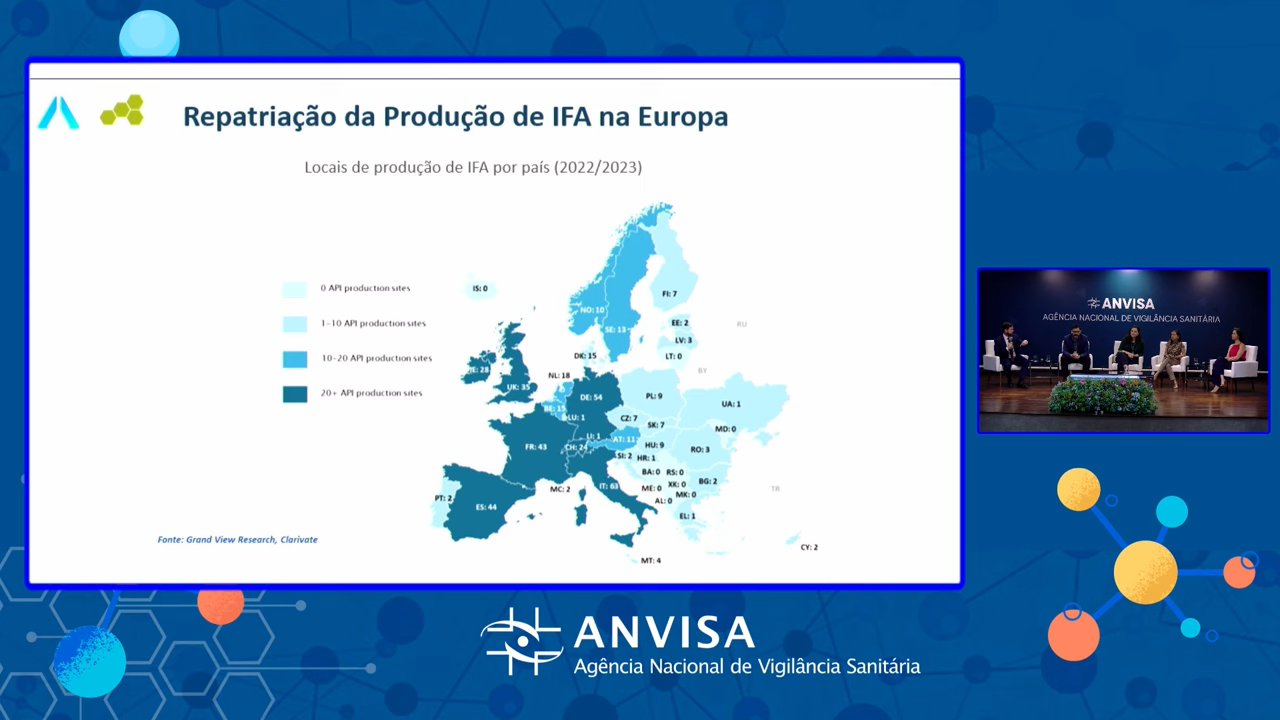 Repatriação da Produção de IFA na Europa
Locais de produção de IFA por país (2022/2023)
0 API production sites
1-10 API production sites
10-20 API production sites
20+ API production sites
IS: 0
FI: 7
NO: 10
SE: 13
EE: 2
RU
LV: 3
DK: 15
LT: 0
IE: 28
NL: 18
BY
UK: 35
DE: 54
PL: 9
UA: 1
BE: 15
LU: 1
CZ: 7
SK: 7
MD: 0
FR: 43
LI: 1
CH: 24
AT: 11
HU: 9
RO: 3
SI: 2
HR: 1
BA: 0
RS: 0
BG: 2
PT: 2
ES: 44
MC: 2
IT: 63
ME: 0
XK: 0
MK: 0
AL: 0
TR
EL: 1
CY: 2
MT: 4
Fonte: Grand View Research, Clarivate
ANVISA
AGÊNCIA NACIONAL DE VIGILÂNCIA SANITÁRIA
ANVISA
Agência Nacional de Vigilância Sanitária